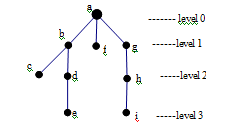 a ------- level 0
b f g ------ level 1
c d h ----- level 2
e i ------ level 3